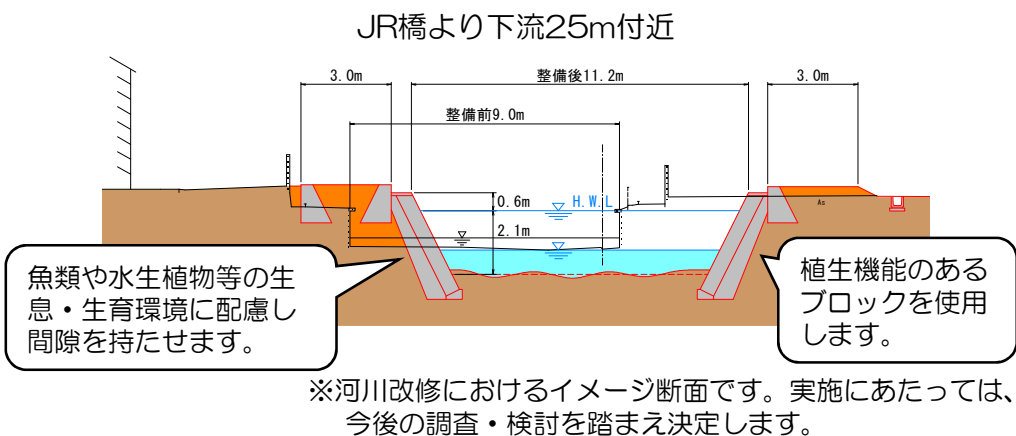 JR橋より下流25m付近
3.0m
整備後11.2m
3.0m
整備前9.0m
0.6m
H.W.L
2.1m
As
魚類や水生植物等の生
息・生育環境に配慮し
間隙を持たせます。
植生機能のある
ブロックを使用
します。
※河川改修におけるイメージ断面です。実施にあたっては、
今後の調査・検討を踏まえ決定します。